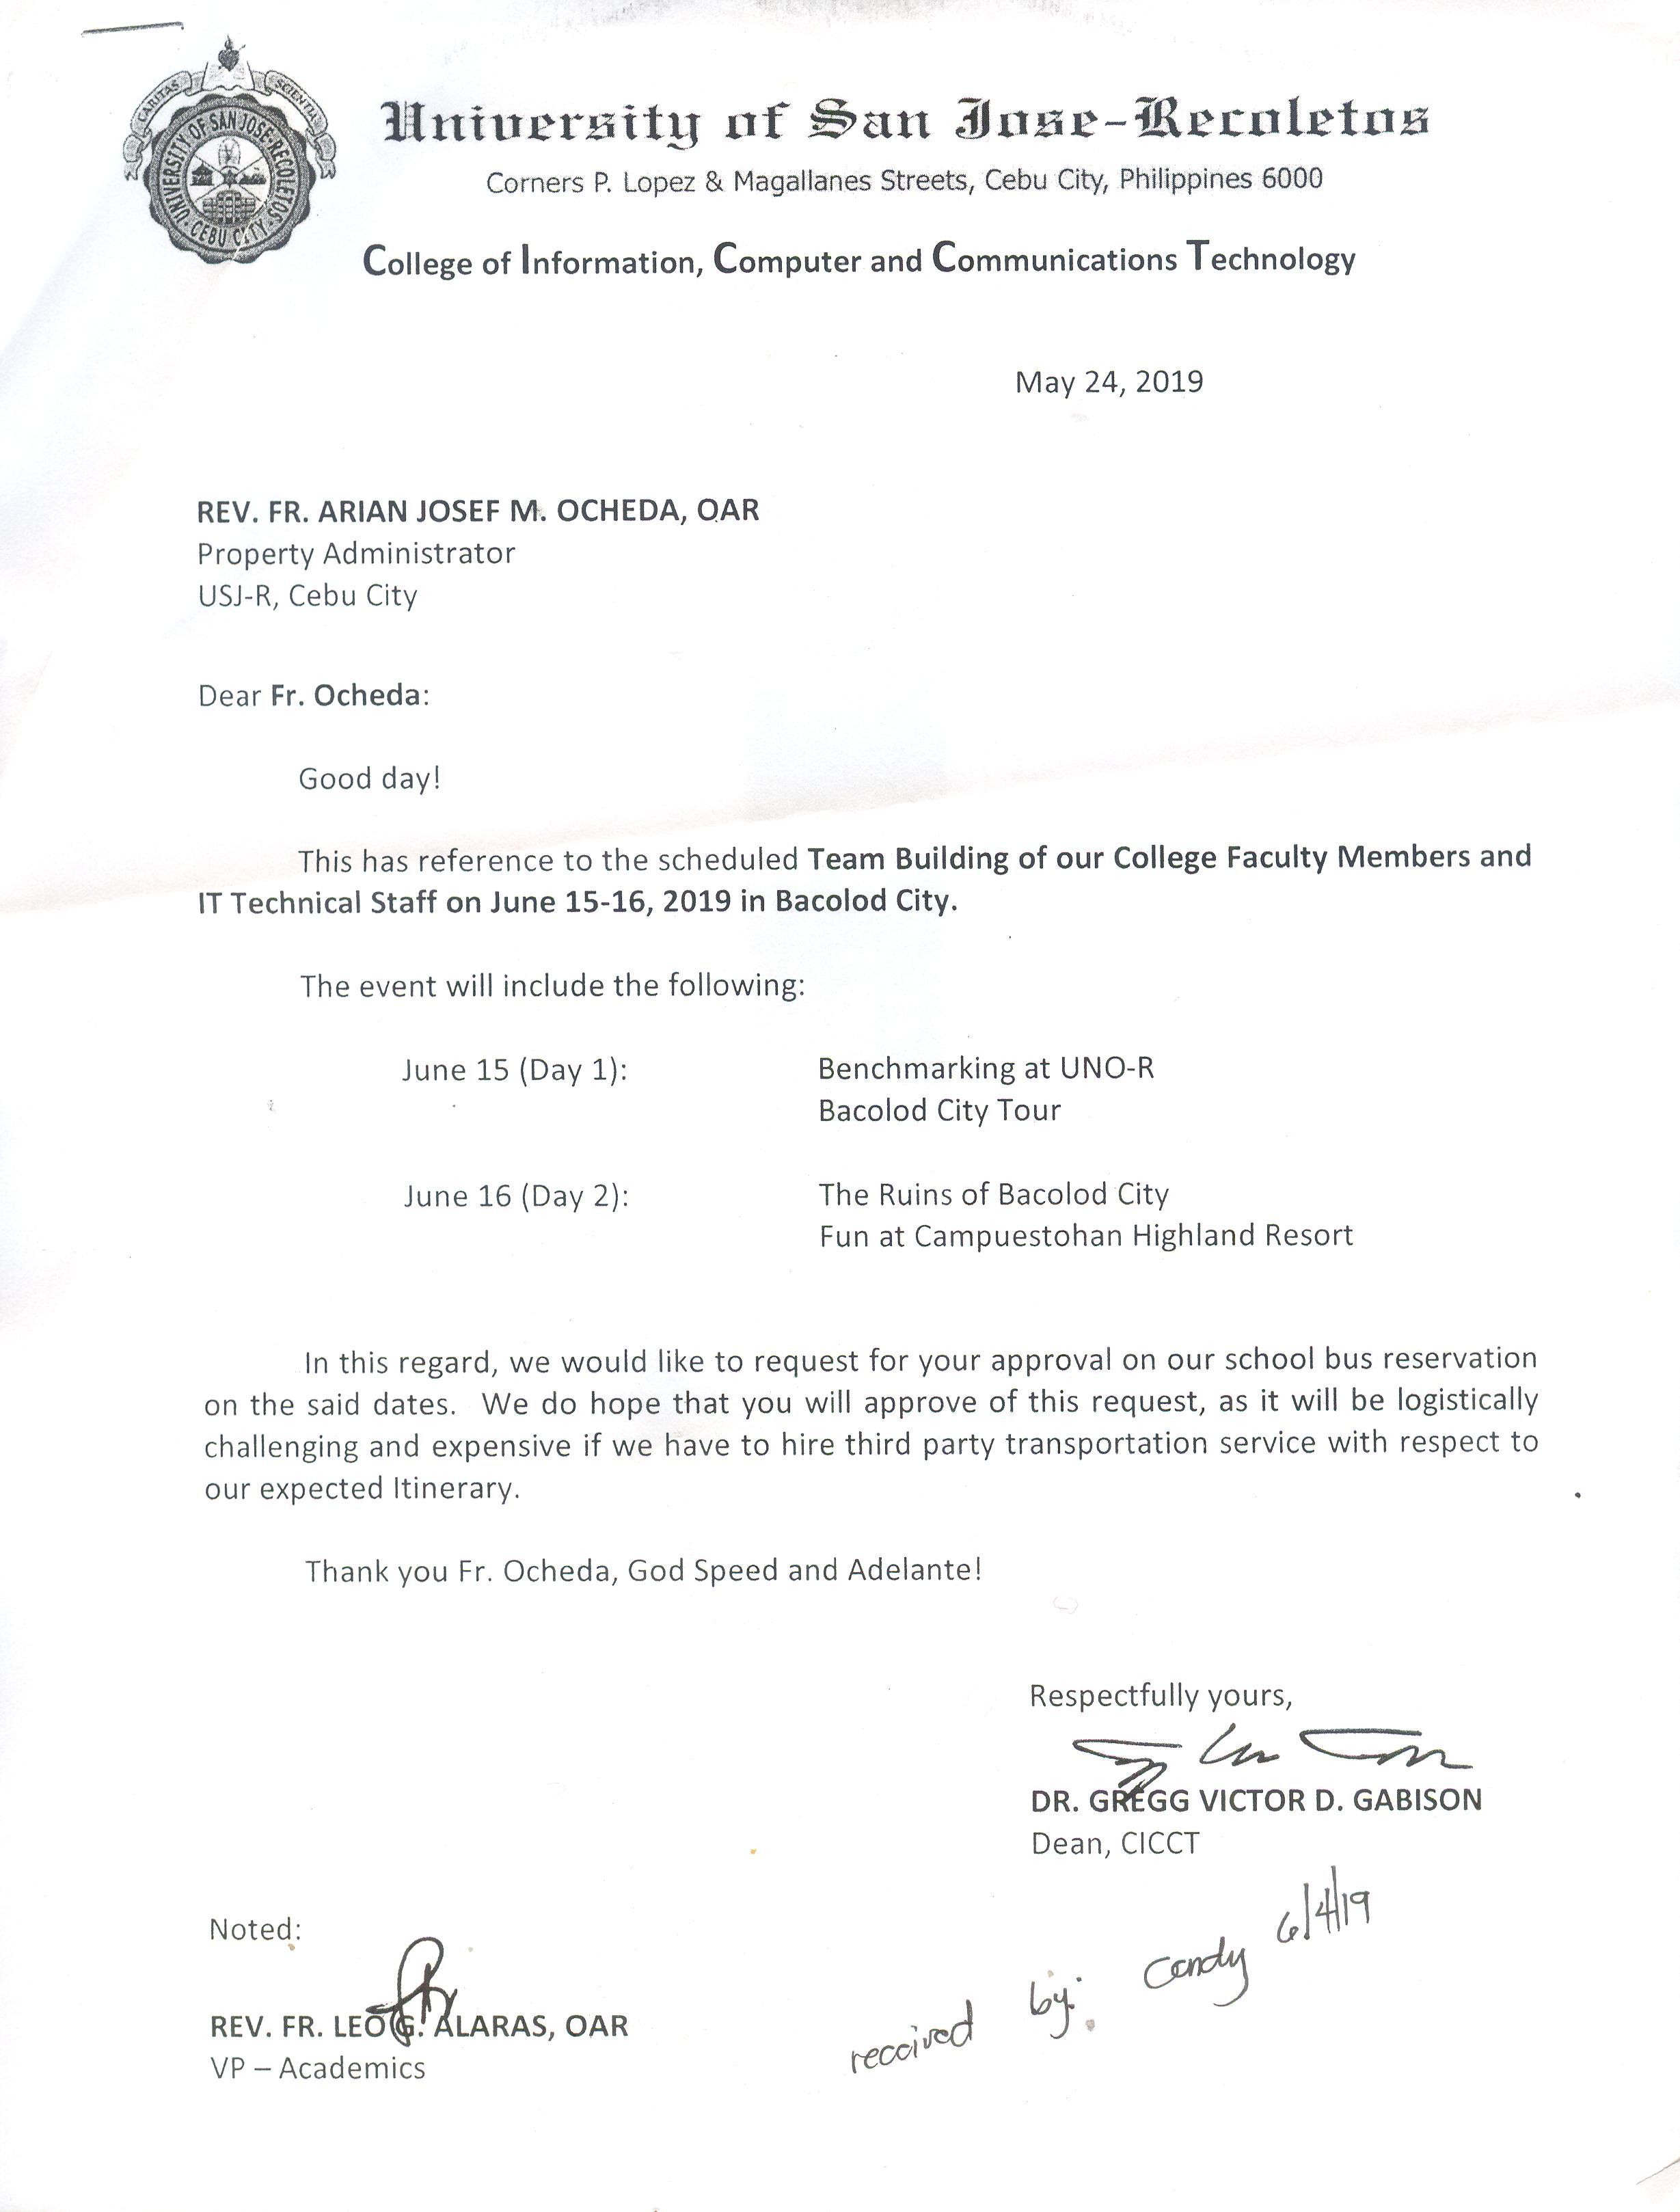 CARITAS SCIENTIA
UNIVERSITY OF SAN JOSE-RECOLETOS
CEBU CITY
University of San Jose-Recoletos
Corners P. Lopez & Magallanes Streets, Cebu City, Philippines 6000
College of Information, Computer and Communications Technology
May 24, 2019
REV. FR. ARIAN JOSEF M. OCHEDA, OAR
Property Administrator
USJ-R, Cebu City
Dear Fr. Ocheda:
Good day!
This has reference to the scheduled Team Building of our College Faculty Members and
IT Technical Staff on June 15-16, 2019 in Bacolod City.
The event will include the following:
June 15 (Day 1): Benchmarking at UNO-R
Bacolod City Tour
June 16 (Day 2): The Ruins of Bacolod City
Fun at Campuestohan Highland Resort
In this regard, we would like to request for your approval on our school bus reservation
on the said dates. We do hope that you will approve of this request, as it will be logistically
challenging and expensive if we have to hire third party transportation service with respect to
our expected Itinerary.
Thank you Fr. Ocheda, God Speed and Adelante!
Respectfully yours,
DR. GREGG VICTOR D. GABISON
Dean, CICCT
Noted:
REV. FR. LEO G. ALARAS, OAR
VP – Academics
received by: Candy 6/4/19